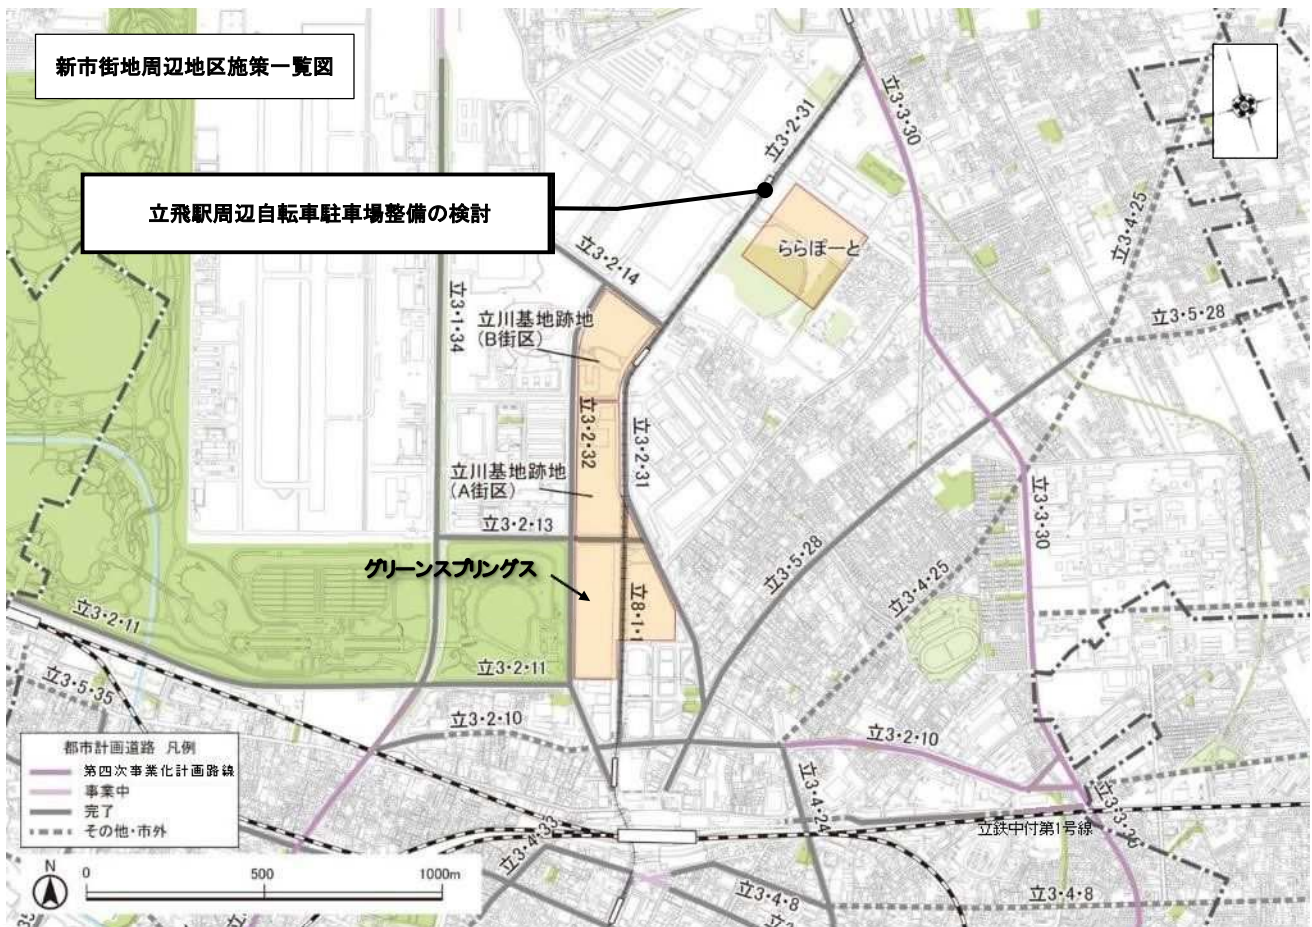 新市街地周辺地区施策一覧図
立3・2・31
立3・3・30
立飛駅周辺自転車駐車場整備の検討
立3・4・25
ららぽーと
立3・2・14
立3・1・34
立川基地跡地
(B街区)
立3・5・28
立3・2・32
立3・2・31
立川基地跡地
(A街区)
立3・2・13
立3・3・30
グリーンスプリングス
立3・5・28
立3・4・25
立8・1・1
立3・2・11
立3・2・11
立3・5・35
立3・2・10
立3・2・10
都市計画道路 凡例
第四次事業化計画路線
事業中
完了
その他・市外
立3・4・24
立3・3・26
立鉄中付第1号線
立3・4・33
N
0
500
1000m
立3・4・8
立3・4・8